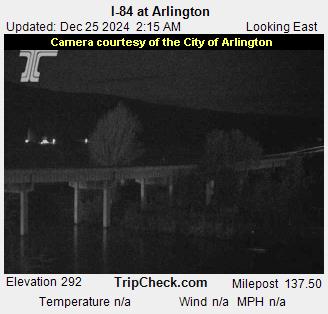 I-84 at Arlington
Updated: Dec 25 2024 2:15 AM Looking East
Camera courtesy of the City of Arlington
Elevation 292 TripCheck.com Milepost 137.50
Temperature n/a Wind n/a MPH n/a